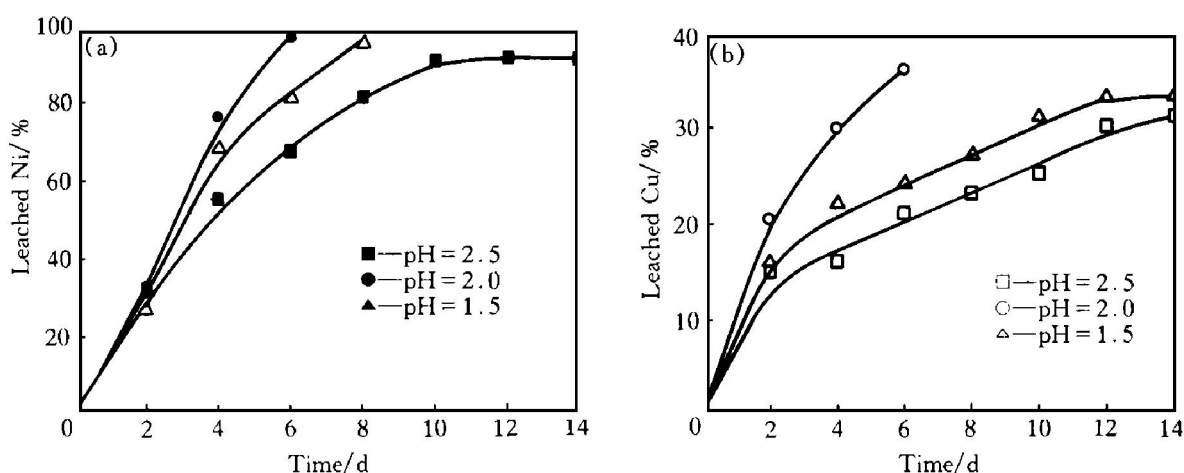 (a)
100
80
60
40
20
0
2
4
6
8
10
12
14
Leached Ni/%
Time/d
■—pH=2.5
●—pH=2.0
▲—pH=1.5
(b)
40
30
20
10
0
2
4
6
8
10
12
14
Leached Cu/%
Time/d
□—pH=2.5
○—pH=2.0
△—pH=1.5